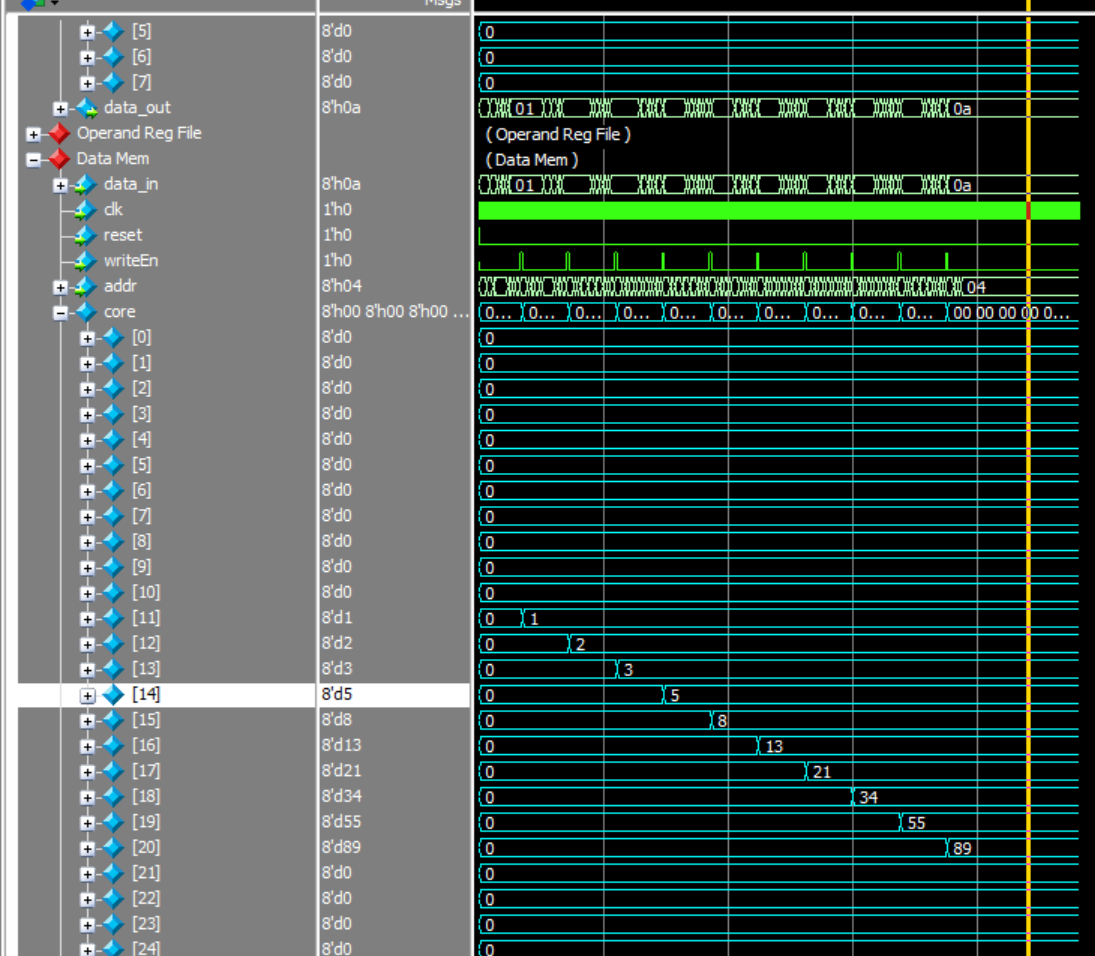 Msgs
[5] 8'd0 0
[6] 8'd0 0
[7] 8'd0 0
data_out 8'h0a 01 0a
Operand Reg File ( Operand Reg File )
Data Mem ( Data Mem )
data_in 8'h0a 01 0a
clk 1'h0
reset 1'h0
writeEn 1'h0
addr 8'h04 04
core 8'h00 8'h00 8'h00 ... 0... 0... 0... 0... 0... 0... 0... 0... 0... 0... 00 00 00 00 0...
[0] 8'd0 0
[1] 8'd0 0
[2] 8'd0 0
[3] 8'd0 0
[4] 8'd0 0
[5] 8'd0 0
[6] 8'd0 0
[7] 8'd0 0
[8] 8'd0 0
[9] 8'd0 0
[10] 8'd0 0
[11] 8'd1 0 1
[12] 8'd2 0 2
[13] 8'd3 0 3
[14] 8'd5 0 5
[15] 8'd8 0 8
[16] 8'd13 0 13
[17] 8'd21 0 21
[18] 8'd34 0 34
[19] 8'd55 0 55
[20] 8'd89 0 89
[21] 8'd0 0
[22] 8'd0 0
[23] 8'd0 0
[24] 8'd0 0